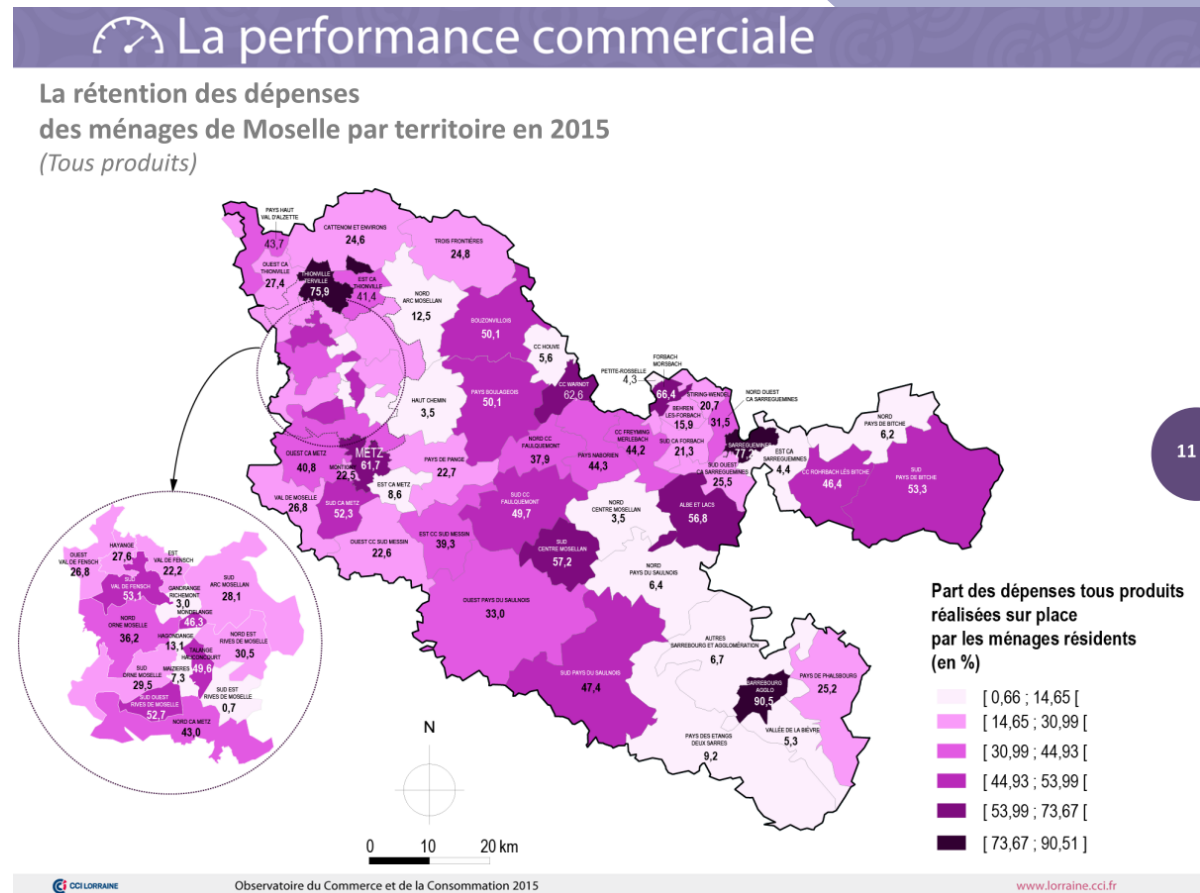 La performance commerciale
La rétention des dépenses
des ménages de Moselle par territoire en 2015
(Tous produits)
PAYS HAUT
VAL D'ALZETTE
43,7
CATTENOM ET ENVIRONS
24,6
TROIS FRONTIÈRES
24,8
OUEST CA
THIONVILLE
27,4
THIONVILLE
TERVILLE
75,9
EST CA
THIONVILLE
41,4
NORD
ARC MOSELLAN
12,5
BOUZONVILLOIS
50,1
CC HOUVE
5,6
CC WARNDT
62,6
PETITE-ROSSELLE
4,3
FORBACH
MORSBACH
66,4
STIRING-WENDEL
20,7
NORD OUEST
CA SARREGUEMINES
31,5
BEHREN
LÈS-FORBACH
15,9
HAUT CHEMIN
3,5
PAYS BOULAGEOIS
50,1
NORD CC
FAULQUEMONT
37,9
PAYS NABORIEN
44,3
CC FREYMING
MERLEBACH
44,2
SUD CA FORBACH
21,3
SARREGUEMINES
77,2
SUD OUEST
CA SARREGUEMINES
25,5
EST CA
SARREGUEMINES
4,4
NORD
PAYS DE BITCHE
6,2
CC ROHRBACH LÈS BITCHE
46,4
SUD
PAYS DE BITCHE
53,3
11
OUEST CA METZ
40,8
METZ
61,7
MONTIGNY
22,5
EST CA METZ
8,6
PAYS DE PANGE
22,7
VAL DE MOSELLE
26,8
SUD CA METZ
52,3
OUEST CC SUD MESSIN
22,6
EST CC SUD MESSIN
39,3
SUD CC
FAULQUEMONT
49,7
NORD
CENTRE MOSELLAN
3,5
ALBE ET LACS
56,8
SUD
CENTRE MOSELLAN
57,2
NORD
PAYS DU SAULNOIS
6,4
OUEST PAYS DU SAULNOIS
33,0
SUD PAYS DU SAULNOIS
47,4
AUTRES
SARREBOURG ET AGGLOMÉRATION
6,7
SARREBOURG
AGGLO
90,5
PAYS DE PHALSBOURG
25,2
VALLÉE DE LA BIÈVRE
5,3
PAYS DES ETANGS
DEUX SARRES
9,2
HAYANGE
27,6
OUEST
VAL DE FENSCH
26,8
EST
VAL DE FENSCH
22,2
SUD
VAL DE FENSCH
53,1
GANDRANGE
RICHEMONT
3,0
SUD
ARC MOSELLAN
28,1
MONDELANGE
46,3
NORD
ORNE MOSELLE
36,2
HAGONDANGE
13,1
NORD EST
RIVES DE MOSELLE
30,5
TALANGE
HAUCONCOURT
49,6
MAIZIERES
7,3
SUD
ORNE MOSELLE
29,5
SUD EST
RIVES DE MOSELLE
0,7
SUD OUEST
RIVES DE MOSELLE
52,7
NORD CA METZ
43,0
N
0 10 20 km
Part des dépenses tous produits
réalisées sur place
par les ménages résidents
(en %)
[ 0,66 ; 14,65 [
[ 14,65 ; 30,99 [
[ 30,99 ; 44,93 [
[ 44,93 ; 53,99 [
[ 53,99 ; 73,67 [
[ 73,67 ; 90,51 ]
CCI LORRAINE
Observatoire du Commerce et de la Consommation 2015
www.lorraine.cci.fr